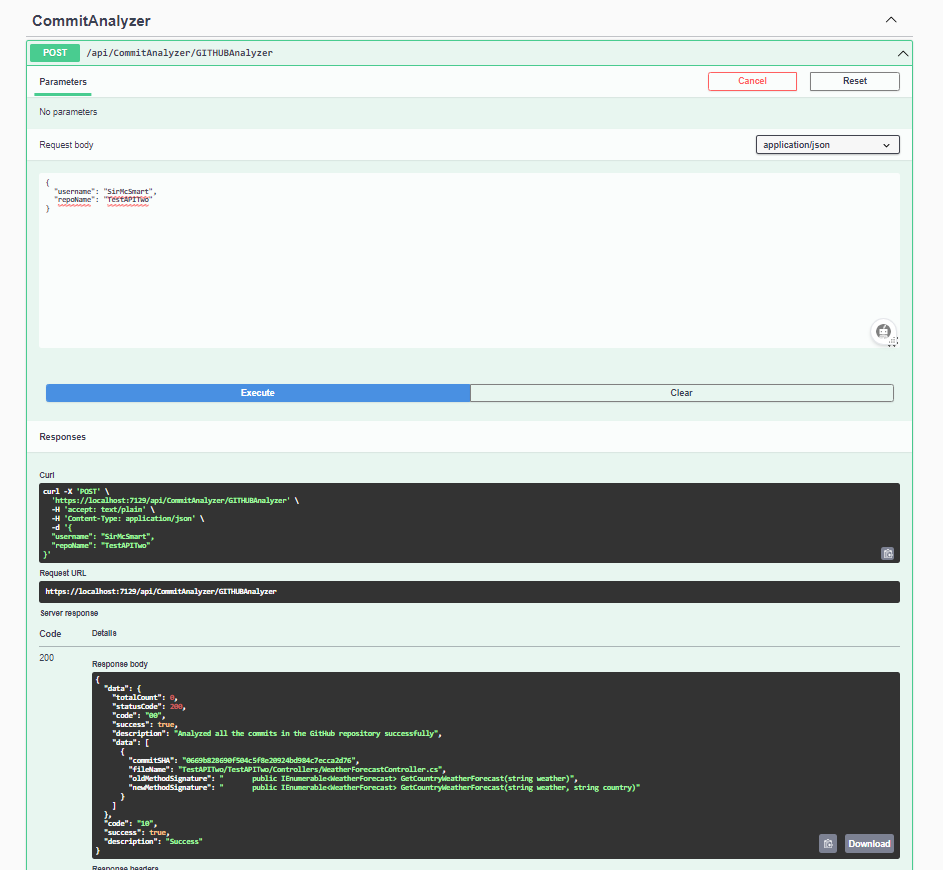 CommitAnalyzer
POST /api/CommitAnalyzer/GITHUBAnalyzer
Parameters
Cancel
Reset
No parameters
Request body
application/json
{
"username": "SirMcSmart",
"repoName": "TestAPITwo"
}
Execute
Clear
Responses
Curl
curl -X 'POST' \
'https://localhost:7129/api/CommitAnalyzer/GITHUBAnalyzer' \
-H 'accept: text/plain' \
-H 'Content-Type: application/json' \
-d '{
"username": "SirMcSmart",
"repoName": "TestAPITwo"
}'
Request URL
https://localhost:7129/api/CommitAnalyzer/GITHUBAnalyzer
Server response
Code Details
200
Response body
{
"data": {
"totalCount": 0,
"statusCode": 200,
"code": "00",
"success": true,
"description": "Analyzed all the commits in the GitHub repository successfully",
"data": [
{
"commitSHA": "0669b828690f504c5f8e20924bd984c7ecca2d76",
"fileName": "TestAPITwo/TestAPITwo/Controllers/WeatherForecastController.cs",
"oldMethodSignature": "      public IEnumerable<WeatherForecast> GetCountryWeatherForecast(string weather)",
"newMethodSignature": "      public IEnumerable<WeatherForecast> GetCountryWeatherForecast(string weather, string country)"
}
]
},
"code": "10",
"success": true,
"description": "Success"
}
Download
Response headers